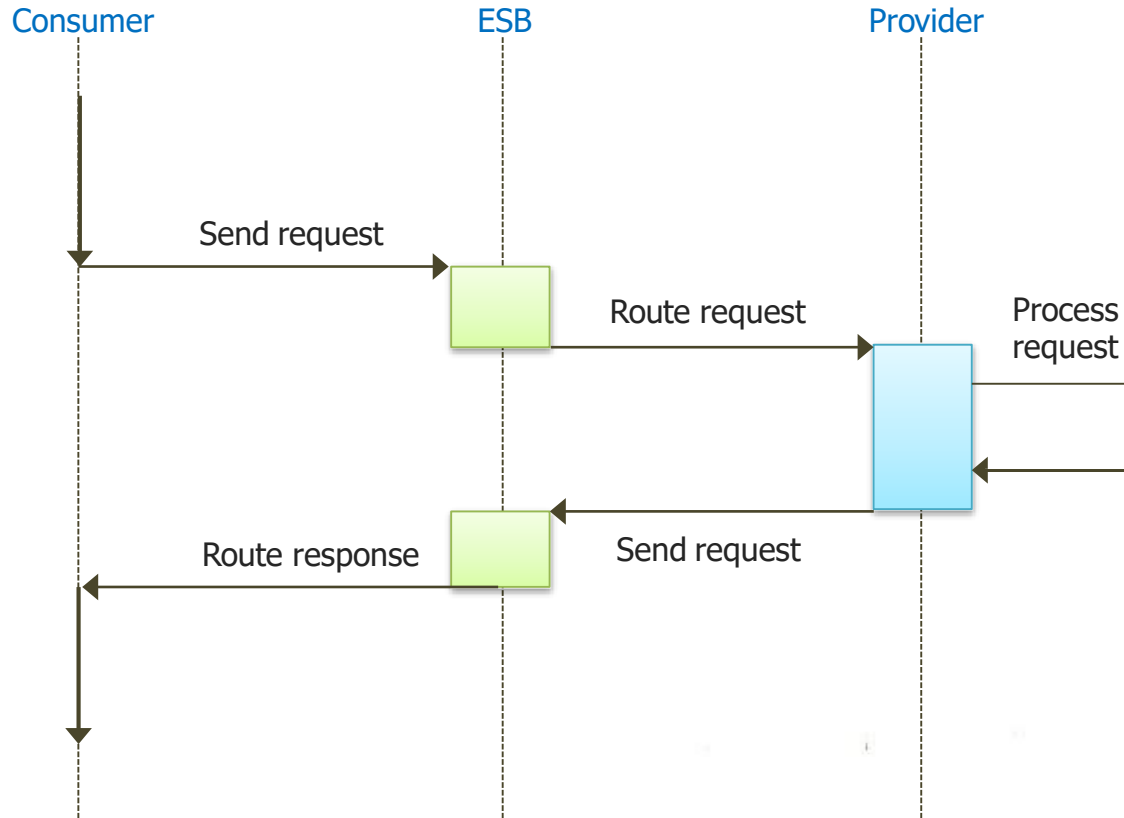 Consumer
ESB
Provider
Send request
Route request
Process
request
Send request
Route response